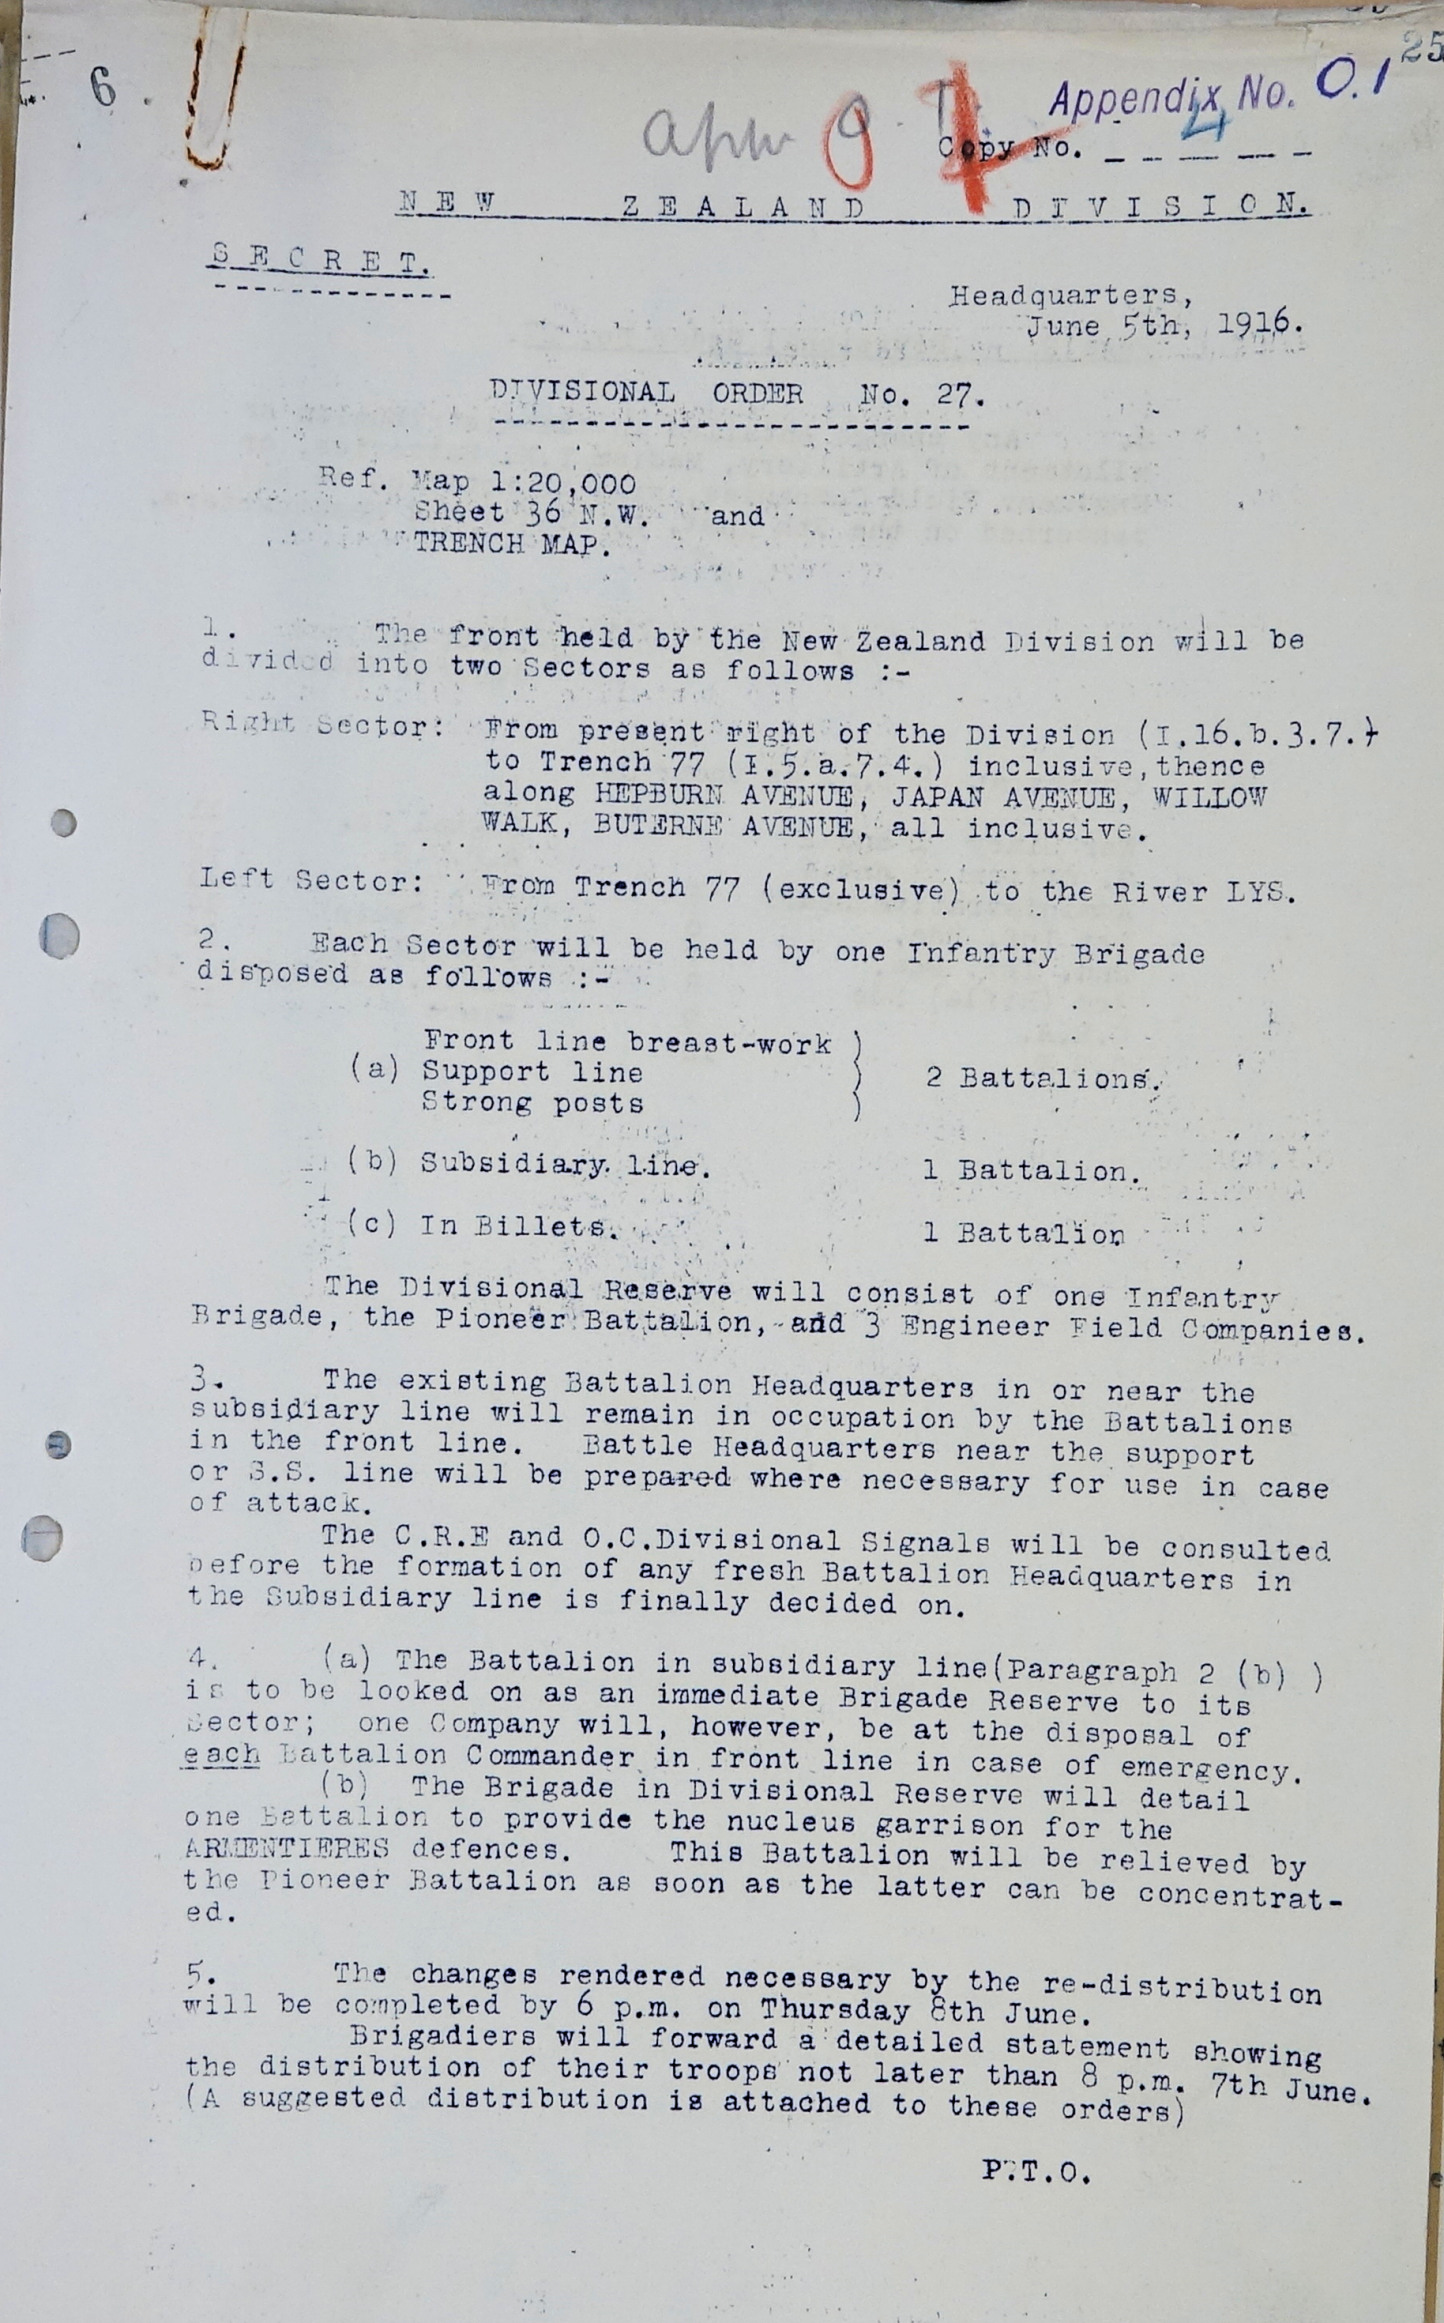 25
6.
App 0.1
Appendix No. 0.1
Copy No. 4
NEW ZEALAND DIVISION.
SECRET.
Headquarters,
June 5th, 1916.
DIVISIONAL ORDER No. 27.
Ref. Map 1:20,000
Sheet 36 N.W. and
TRENCH MAP.
1. The front held by the New Zealand Division will be
divided into two Sectors as follows :-
Right Sector: From present right of the Division (I.16.b.3.7.)
to Trench 77 (I.5.a.7.4.) inclusive, thence
along HEPBURN AVENUE, JAPAN AVENUE, WILLOW
WALK, BUTERNE AVENUE, all inclusive.
Left Sector: From Trench 77 (exclusive) to the River LYS.
2. Each Sector will be held by one Infantry Brigade
disposed as follows :-
Front line breast-work )
(a) Support line ) 2 Battalions.
Strong posts )
(b) Subsidiary line. 1 Battalion.
(c) In Billets. 1 Battalion
The Divisional Reserve will consist of one Infantry
Brigade, the Pioneer Battalion, and 3 Engineer Field Companies.
3. The existing Battalion Headquarters in or near the
subsidiary line will remain in occupation by the Battalions
in the front line. Battle Headquarters near the support
or S.S. line will be prepared where necessary for use in case
of attack.
The C.R.E and O.C.Divisional Signals will be consulted
before the formation of any fresh Battalion Headquarters in
the Subsidiary line is finally decided on.
4. (a) The Battalion in subsidiary line(Paragraph 2 (b) )
is to be looked on as an immediate Brigade Reserve to its
Sector; one Company will, however, be at the disposal of
each Battalion Commander in front line in case of emergency.
(b) The Brigade in Divisional Reserve will detail
one Battalion to provide the nucleus garrison for the
ARMENTIERES defences. This Battalion will be relieved by
the Pioneer Battalion as soon as the latter can be concentrat-
ed.
5. The changes rendered necessary by the re-distribution
will be completed by 6 p.m. on Thursday 8th June.
Brigadiers will forward a detailed statement showing
the distribution of their troops not later than 8 p.m. 7th June.
(A suggested distribution is attached to these orders)
P.T.O.